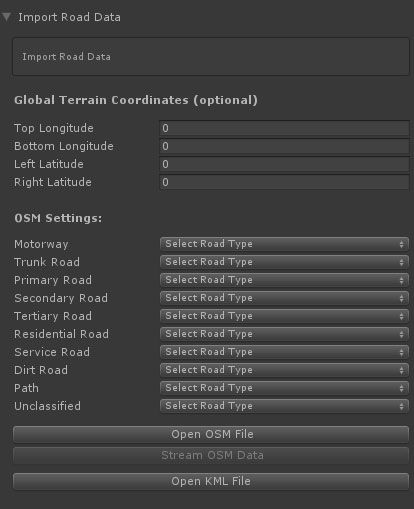 Import Road Data
Import Road Data
Global Terrain Coordinates (optional)
Top Longitude 0
Bottom Longitude 0
Left Latitude 0
Right Latitude 0
OSM Settings:
Motorway Select Road Type
Trunk Road Select Road Type
Primary Road Select Road Type
Secondary Road Select Road Type
Tertiary Road Select Road Type
Residential Road Select Road Type
Service Road Select Road Type
Dirt Road Select Road Type
Path Select Road Type
Unclassified Select Road Type
Open OSM File
Stream OSM Data
Open KML File